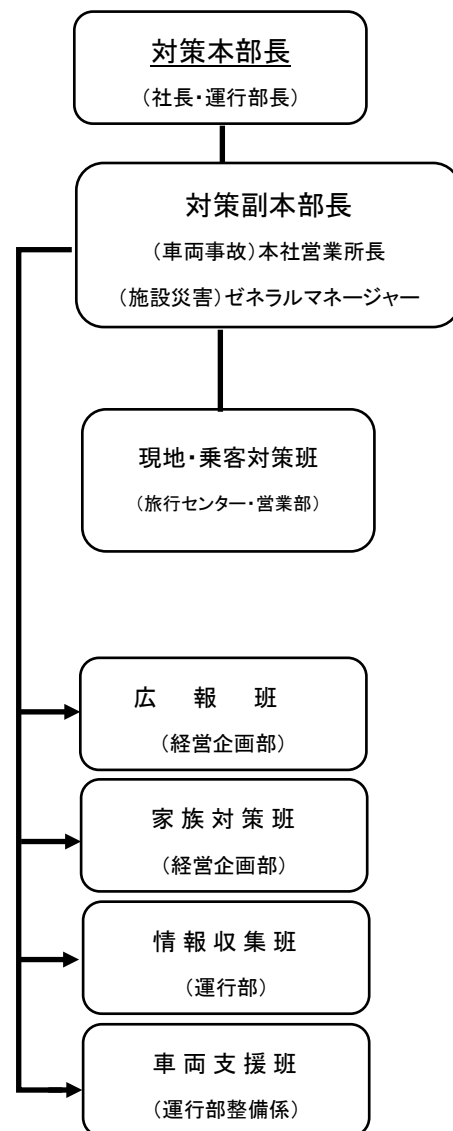 対策本部長
（社長・運行部長）
対策副本部長
（車両事故）本社営業所長
（施設災害）ゼネラルマネージャー
現地・乗客対策班
（旅行センター・営業部）
広　報　班
（経営企画部）
家 族 対 策 班
（経営企画部）
情 報 収 集 班
（運行部）
車 両 支 援 班
（運行部整備係）